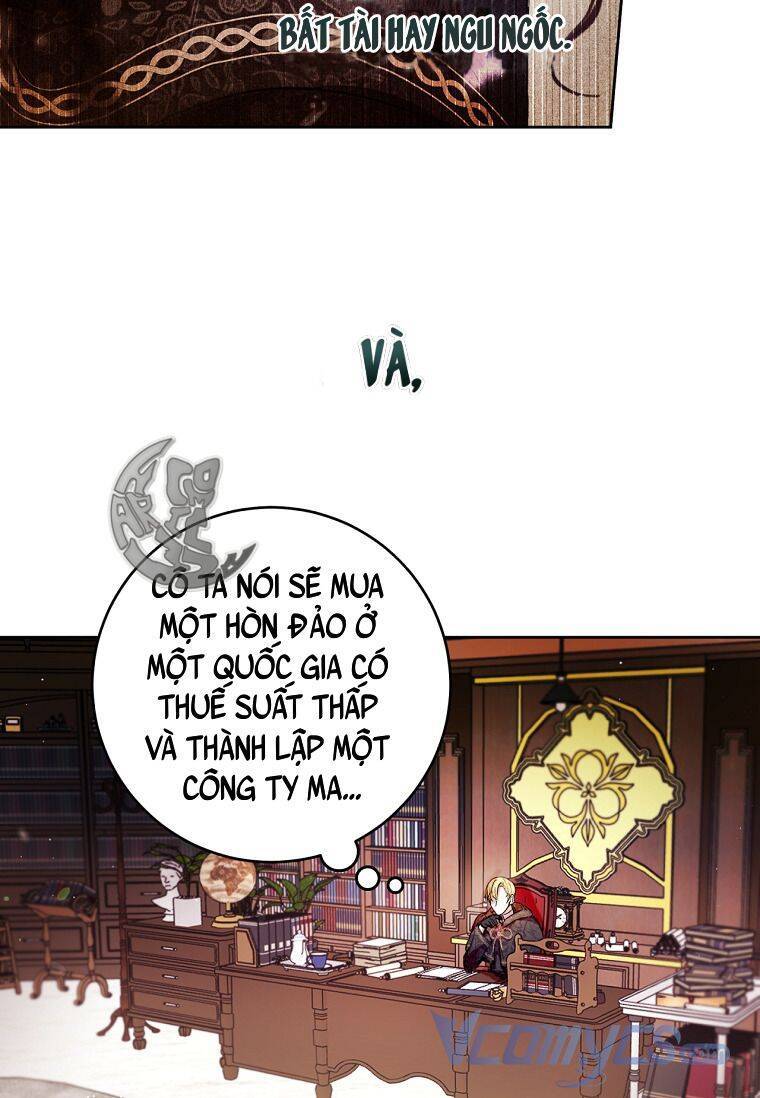 BẤT TÀI HAY NGU NGỐC.
VÀ,
CÔ TA NÓI SẼ MUA
MỘT HÒN ĐẢO Ở
MỘT QUỐC GIA CÓ
THUẾ SUẤT THẤP
VÀ THÀNH LẬP MỘT
CÔNG TY MA...